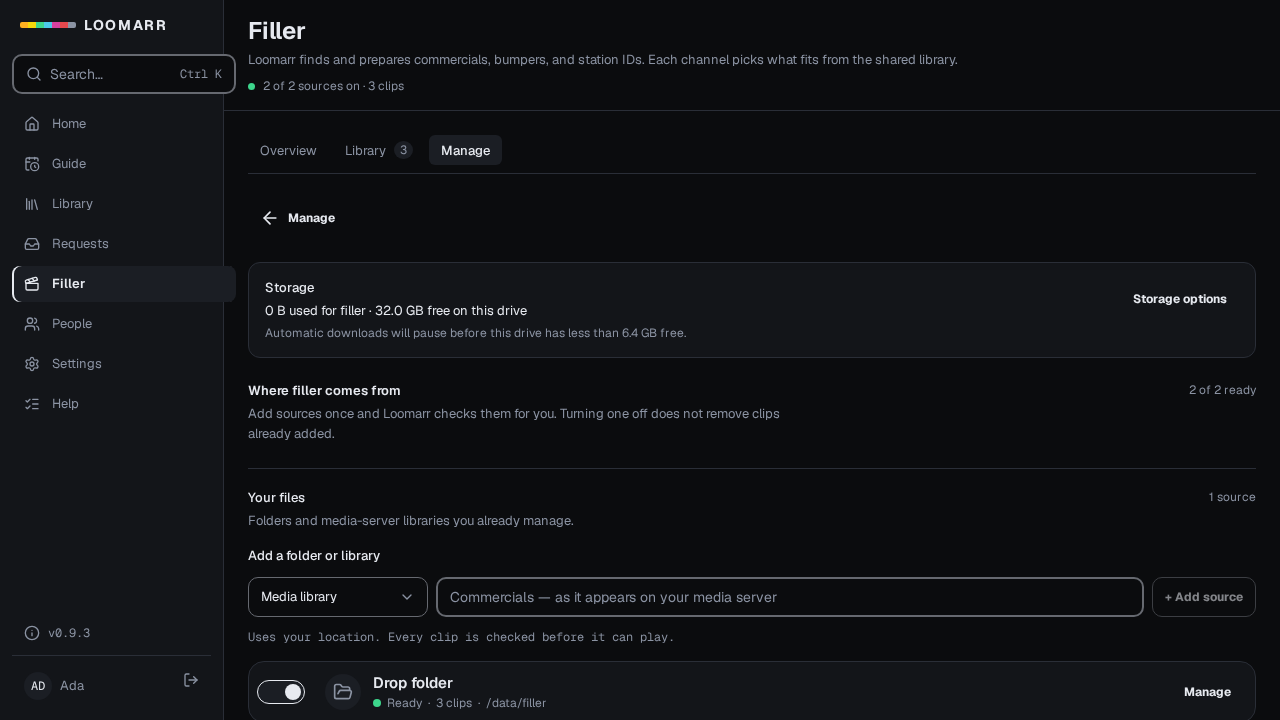 LOOMARR
Search...
Ctrl K
Home
Guide
Library
Requests
Filler
People
Settings
Help
v0.9.3
AD
Ada
Filler
Loomarr finds and prepares commercials, bumpers, and station IDs. Each channel picks what fits from the shared library.
2 of 2 sources on · 3 clips
Overview
Library 3
Manage
Manage
Storage
0 B used for filler · 32.0 GB free on this drive
Automatic downloads will pause before this drive has less than 6.4 GB free.
Storage options
Where filler comes from
2 of 2 ready
Add sources once and Loomarr checks them for you. Turning one off does not remove clips
already added.
Your files
1 source
Folders and media-server libraries you already manage.
Add a folder or library
Media library
Commercials — as it appears on your media server
+ Add source
Uses your location. Every clip is checked before it can play.
Drop folder
Ready · 3 clips · /data/filler
Manage